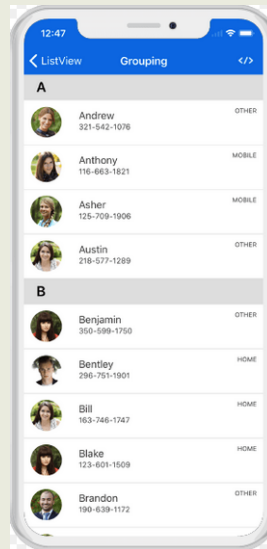 12:47
ListView Grouping </>
A
Andrew OTHER
321-542-1076
Anthony MOBILE
116-663-1821
Asher MOBILE
125-709-1906
Austin OTHER
218-577-1289
B
Benjamin OTHER
350-599-1750
Bentley HOME
296-751-1901
Bill HOME
163-746-1747
Blake HOME
123-601-1509
Brandon OTHER
190-639-1172